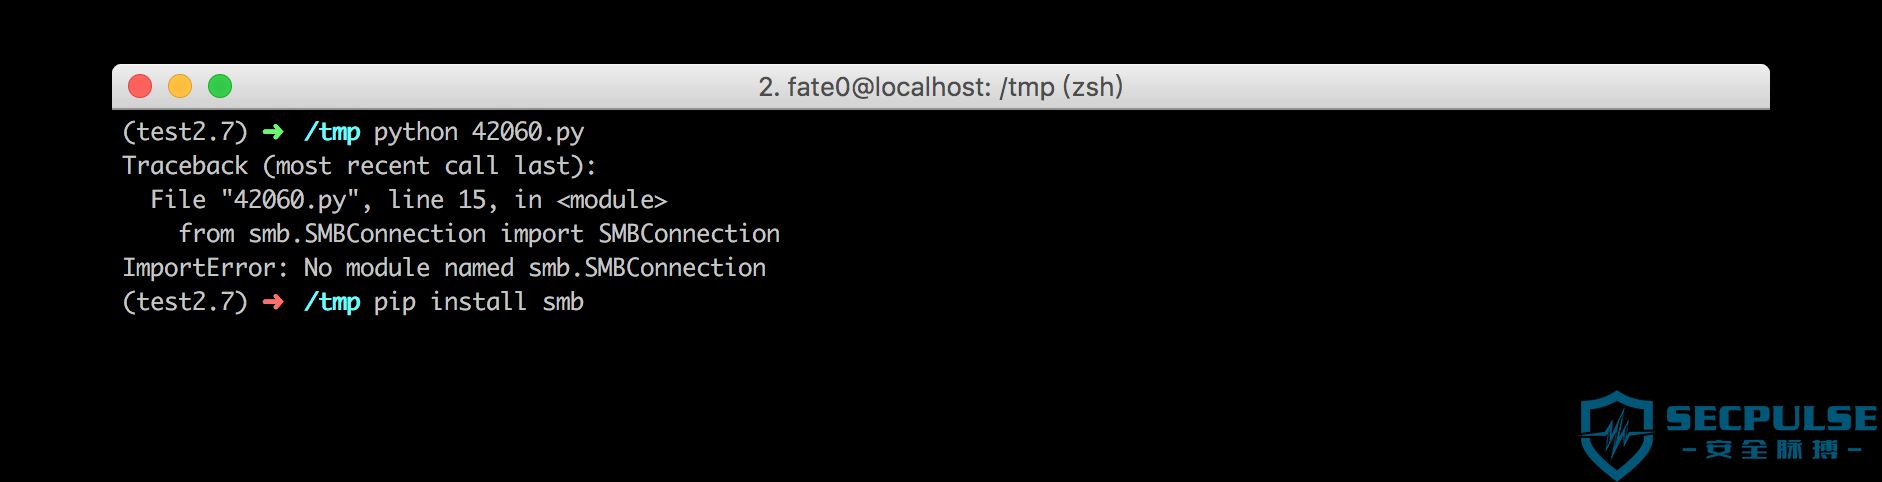 2. fate0@localhost: /tmp (zsh)
(test2.7) ➜ /tmp python 42060.py
Traceback (most recent call last):
  File "42060.py", line 15, in <module>
    from smb.SMBConnection import SMBConnection
ImportError: No module named smb.SMBConnection
(test2.7) ➜ /tmp pip install smb
SECPULSE
-安全脉搏-